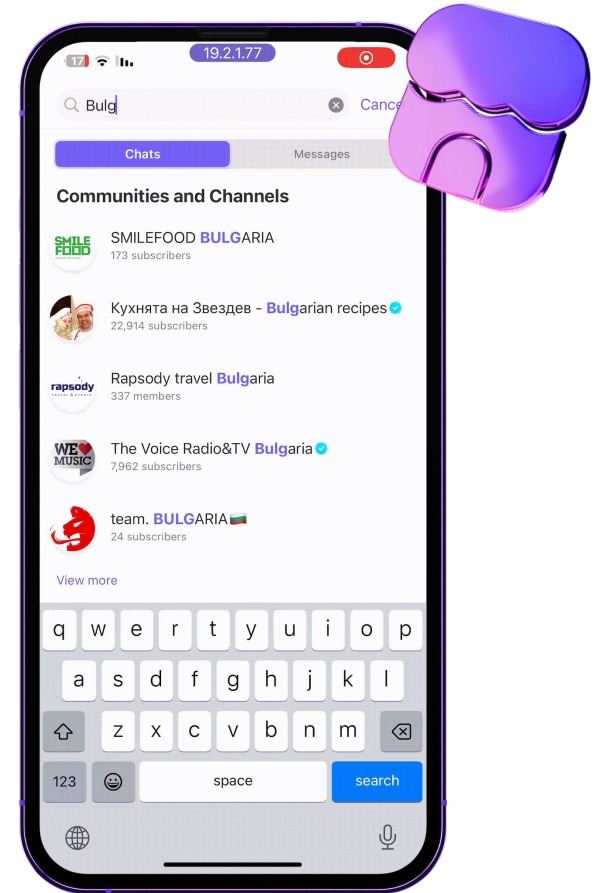 17
19.2.1.77
Bulg
Cance
Chats
Messages
Communities and Channels
SMILE
FOOD
SMILEFOOD BULGARIA
173 subscribers
Кухнята на Звездев - Bulgarian recipes
22,914 subscribers
rapsody
TRAVEL & EVENTS
Rapsody travel Bulgaria
337 members
WE
MUSIC
The Voice Radio&TV Bulgaria
7,962 subscribers
team. BULGARIA🇧🇬
24 subscribers
View more
q w e r t y u i o p
a s d f g h j k l
z x c v b n m
123
space
search